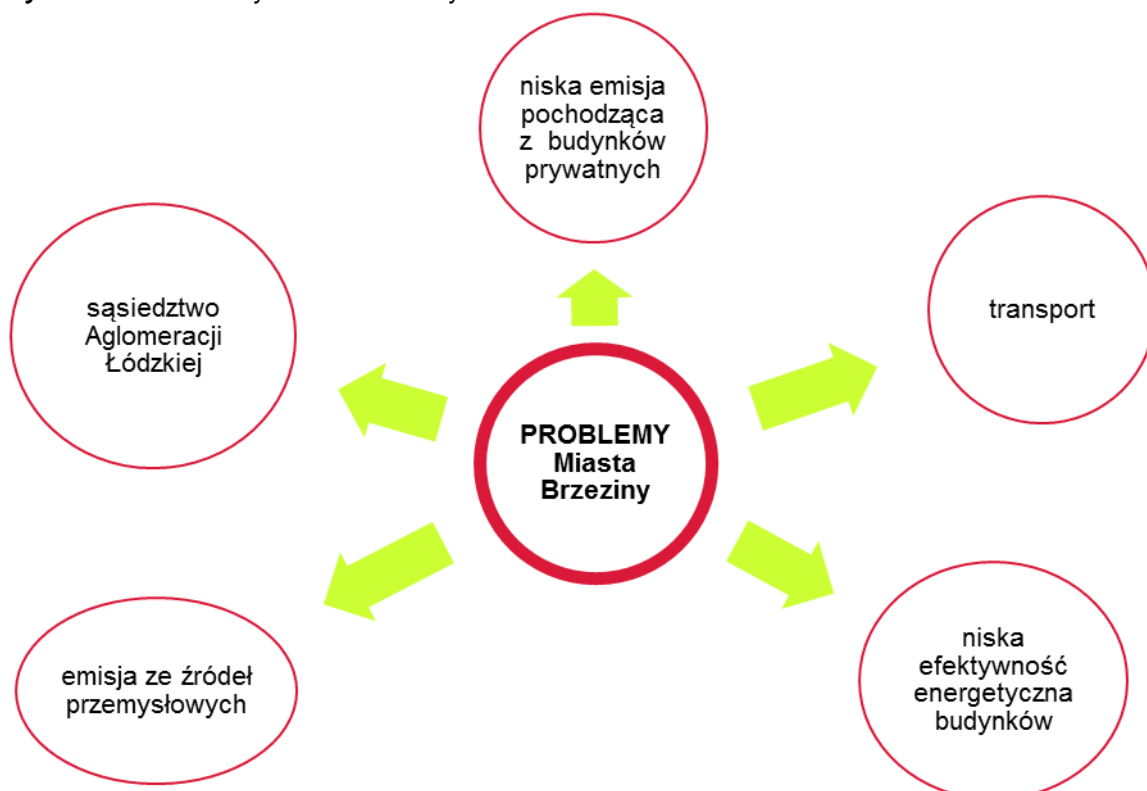 niska emisja
pochodząca
z budynków
prywatnych
sąsiedztwo
Aglomeracji
Łódzkiej
transport
PROBLEMY
Miasta
Brzeziny
emisja ze źródeł
przemysłowych
niska
efektywność
energetyczna
budynków